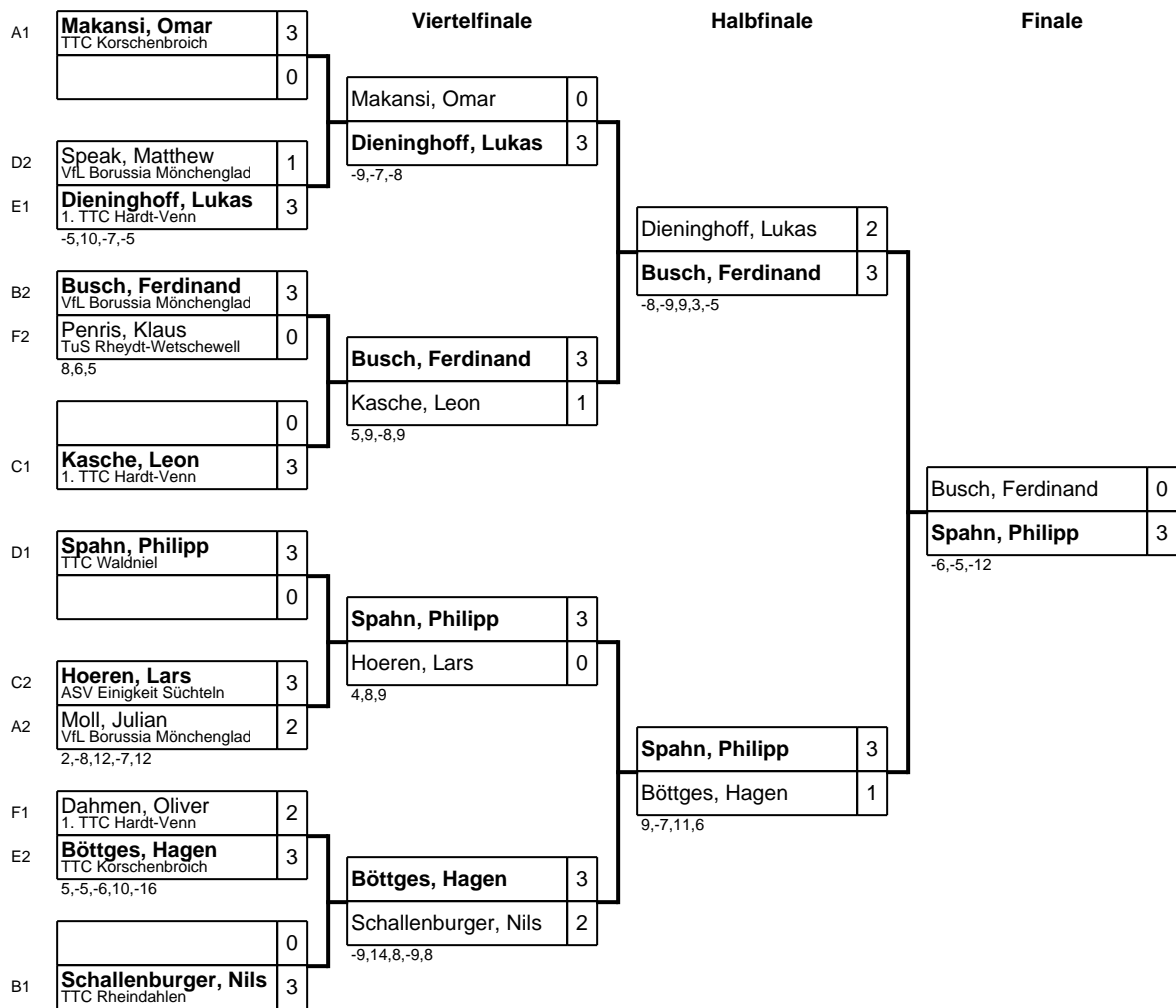 Viertelfinale
Halbfinale
Finale
A1
Makansi, Omar
TTC Korschenbroich
3
0
D2
Speak, Matthew
VfL Borussia Mönchenglad
1
E1
Dieninghoff, Lukas
1. TTC Hardt-Venn
3
-5,10,-7,-5
B2
Busch, Ferdinand
VfL Borussia Mönchenglad
3
F2
Penris, Klaus
TuS Rheydt-Wetschewell
0
8,6,5
0
C1
Kasche, Leon
1. TTC Hardt-Venn
3
D1
Spahn, Philipp
TTC Waldniel
3
0
C2
Hoeren, Lars
ASV Einigkeit Süchteln
3
A2
Moll, Julian
VfL Borussia Mönchenglad
2
2,-8,12,-7,12
F1
Dahmen, Oliver
1. TTC Hardt-Venn
2
E2
Böttges, Hagen
TTC Korschenbroich
3
5,-5,-6,10,-16
0
B1
Schallenburger, Nils
TTC Rheindahlen
3
Makansi, Omar 0
Dieninghoff, Lukas 3
-9,-7,-8
Busch, Ferdinand 3
Kasche, Leon 1
5,9,-8,9
Spahn, Philipp 3
Hoeren, Lars 0
4,8,9
Böttges, Hagen 3
Schallenburger, Nils 2
-9,14,8,-9,8
Dieninghoff, Lukas 2
Busch, Ferdinand 3
-8,-9,9,3,-5
Spahn, Philipp 3
Böttges, Hagen 1
9,-7,11,6
Busch, Ferdinand 0
Spahn, Philipp 3
-6,-5,-12